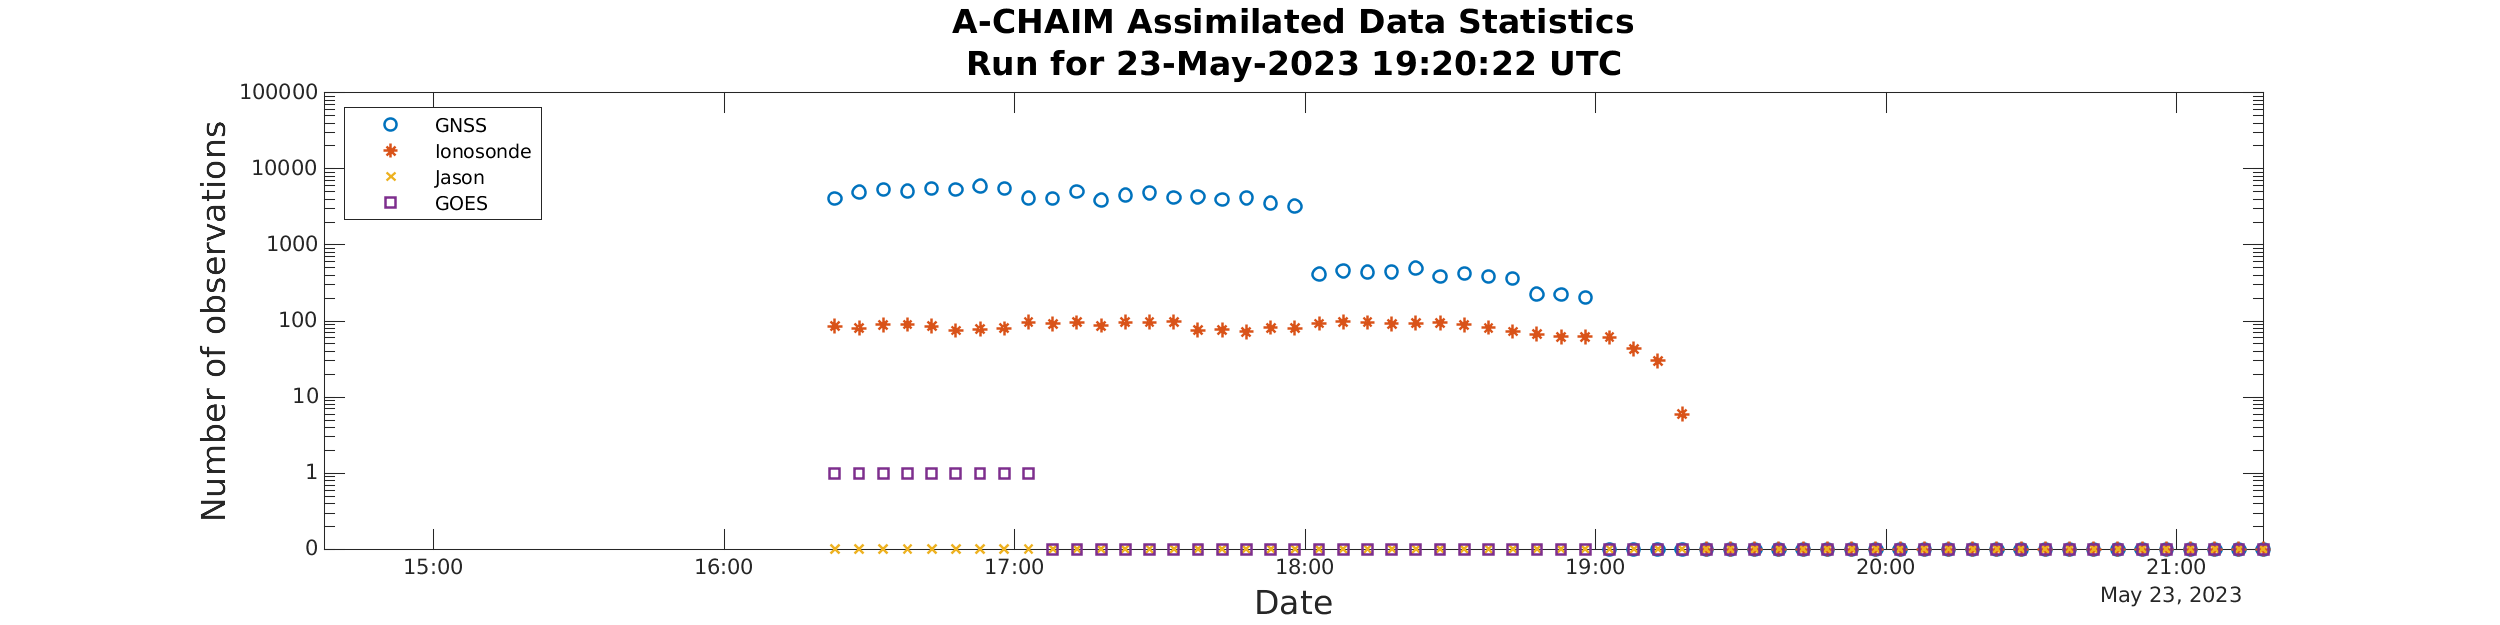 A-CHAIM Assimilated Data Statistics
Run for 23-May-2023 19:20:22 UTC
100000
10000
1000
100
10
1
0
Number of observations
GNSS
Ionosonde
Jason
GOES
15:00 16:00 17:00 18:00 19:00 20:00 21:00
May 23, 2023
Date